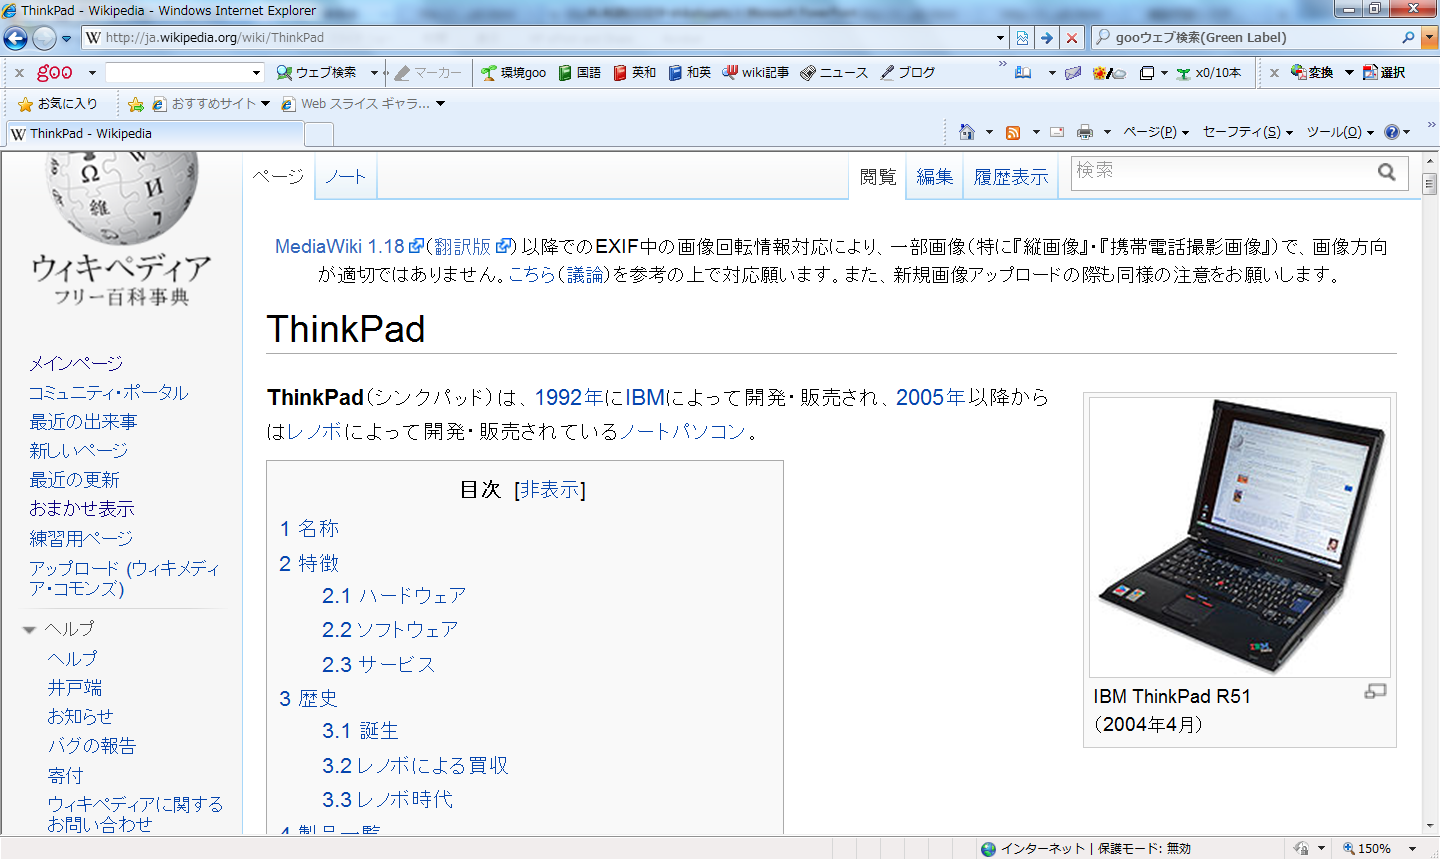 ThinkPad - Wikipedia - Windows Internet Explorer
http://ja.wikipedia.org/wiki/ThinkPad
gooウェブ検索(Green Label)
goo
ウェブ検索
マーカー
環境goo
国語
英和
和英
wiki記事
ニュース
ブログ
x0/10本
変換
選択
お気に入り
おすすめサイト
Web スライス ギャラ...
ThinkPad - Wikipedia
ページ(P)
セーフティ(S)
ツール(O)
ウィキペディア
フリー百科事典
メインページ
コミュニティ・ポータル
最近の出来事
新しいページ
最近の更新
おまかせ表示
練習用ページ
アップロード (ウィキメディ
ア・コモンズ)
ヘルプ
ヘルプ
井戸端
お知らせ
バグの報告
寄付
ウィキペディアに関する
お問い合わせ
ページ
ノート
閲覧
編集
履歴表示
検索
MediaWiki 1.18(翻訳版)以降でのEXIF中の画像回転情報対応により、一部画像(特に『縦画像』・『携帯電話撮影画像』)で、画像方向
が適切ではありません。こちら(議論)を参考の上で対応願います。また、新規画像アップロードの際も同様の注意をお願いします。
ThinkPad
ThinkPad(シンクパッド)は、1992年にIBMによって開発・販売され、2005年以降から
はレノボによって開発・販売されているノートパソコン。
目次 [非表示]
1 名称
2 特徴
2.1 ハードウェア
2.2 ソフトウェア
2.3 サービス
3 歴史
3.1 誕生
3.2 レノボによる買収
3.3 レノボ時代
4 製品一覧
IBM
IBM ThinkPad R51
(2004年4月)
インターネット | 保護モード: 無効
150%